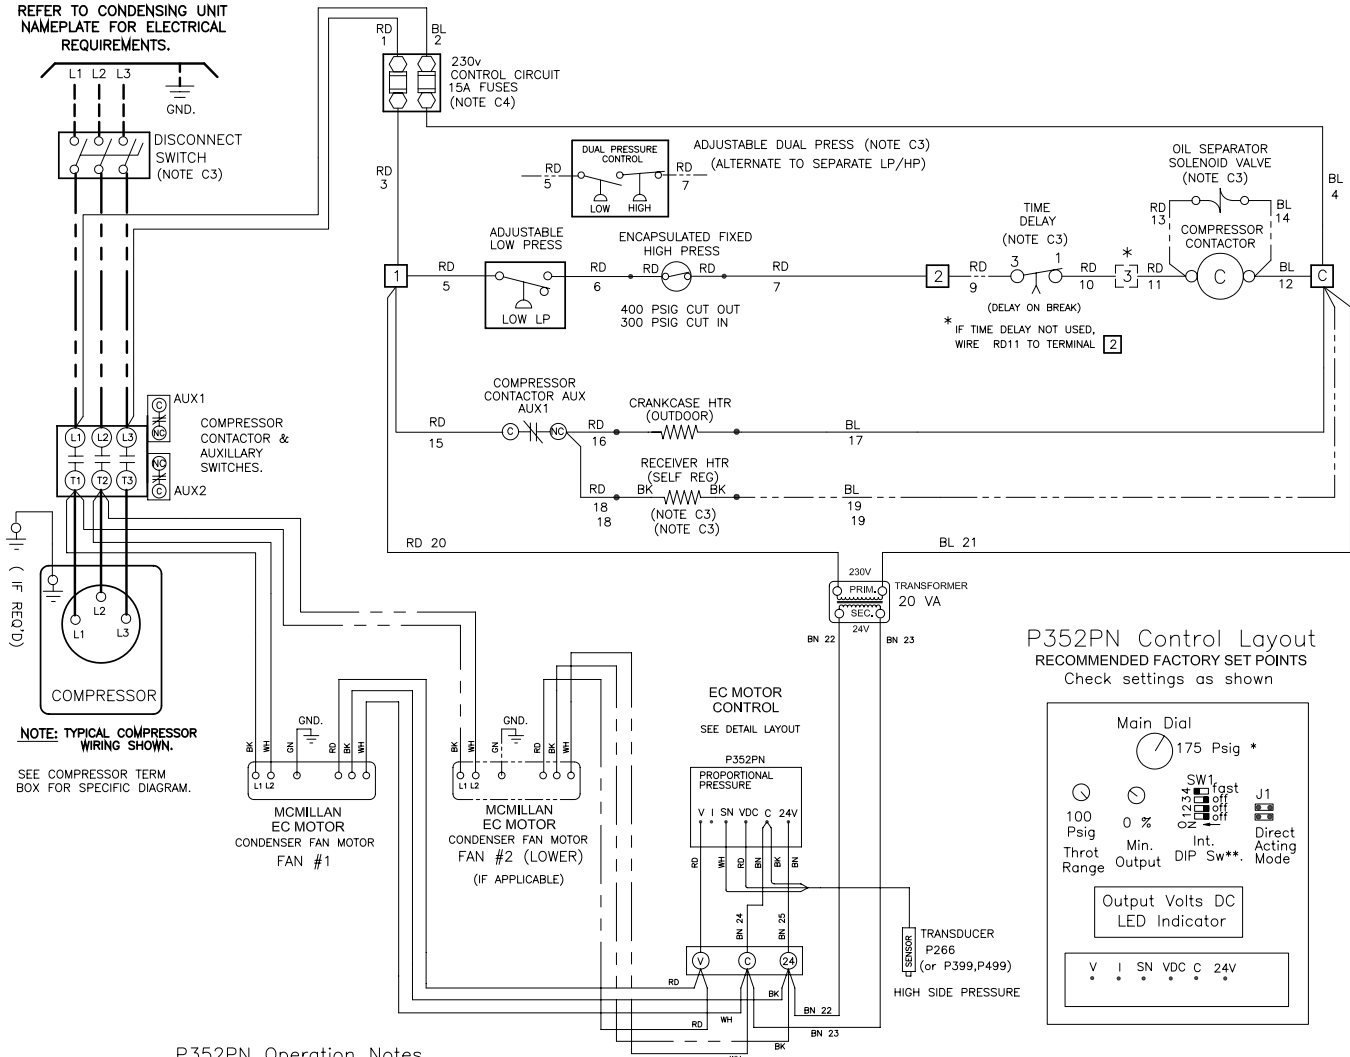 REFER TO CONDENSING UNIT
NAMEPLATE FOR ELECTRICAL
REQUIREMENTS.
L1 L2 L3
GND.
DISCONNECT
SWITCH
(NOTE C3)
RD
1
BL
2
230v
CONTROL CIRCUIT
15A FUSES
(NOTE C4)
RD
3
DUAL PRESSURE
CONTROL
RD
5
LOW HIGH
RD
7
ADJUSTABLE DUAL PRESS (NOTE C3)
(ALTERNATE TO SEPARATE LP/HP)
OIL SEPARATOR
SOLENOID VALVE
(NOTE C3)
RD
13
BL
14
BL
4
COMPRESSOR
CONTACTOR
ADJUSTABLE
LOW PRESS
ENCAPSULATED FIXED
HIGH PRESS
TIME
DELAY
(NOTE C3)
1
RD
5
LOW LP
RD
6
RD RD
400 PSIG CUT OUT
300 PSIG CUT IN
RD
7
2
RD
9
3 1
(DELAY ON BREAK)
RD
10
*
3
RD
11
C
BL
12
C
* IF TIME DELAY NOT USED,
WIRE RD11 TO TERMINAL 2
COMPRESSOR
CONTACTOR AUX
AUX1
RD
15
C NC
RD
16
CRANKCASE HTR
(OUTDOOR)
BL
17
RECEIVER HTR
(SELF REG)
RD
18
18
BK BK
(NOTE C3)
(NOTE C3)
BL
19
19
C
NC
AUX1
NC
C
AUX2
COMPRESSOR
CONTACTOR &
AUXILLARY
SWITCHES.
L1 L2 L3
T1 T2 T3
( IF REQ'D)
L1 L2 L3
COMPRESSOR
NOTE: TYPICAL COMPRESSOR
WIRING SHOWN.
SEE COMPRESSOR TERM
BOX FOR SPECIFIC DIAGRAM.
RD 20
BL 21
230V
PRIM.
SEC.
24V
TRANSFORMER
20 VA
BN 22
BN 23
BK WH GN
GND.
RD BK WH
L1 L2
MCMILLAN
EC MOTOR
CONDENSER FAN MOTOR
FAN #1
BK WH GN
GND.
RD BK WH
L1 L2
MCMILLAN
EC MOTOR
CONDENSER FAN MOTOR
FAN #2 (LOWER)
(IF APPLICABLE)
EC MOTOR
CONTROL
SEE DETAIL LAYOUT
P352PN
PROPORTIONAL
PRESSURE
V I SN VDC C 24V
RD WH RD BN BK BN
BN 24
BN 25
V C 24
RD
BK
WH
RD
BK
BN 22
BN 23
SENSOR
TRANSDUCER
P266
(or P399,P499)
HIGH SIDE PRESSURE
P352PN Control Layout
RECOMMENDED FACTORY SET POINTS
Check settings as shown
Main Dial
175 Psig *
100
Psig
Throt
Range
0 %
Min.
Output
SW1
1 2 3 4
fast
off
off
off
ON
Int.
DIP Sw**.
J1
Direct
Acting
Mode
Output Volts DC
LED Indicator
V I SN VDC C 24V
P352PN Operation Notes